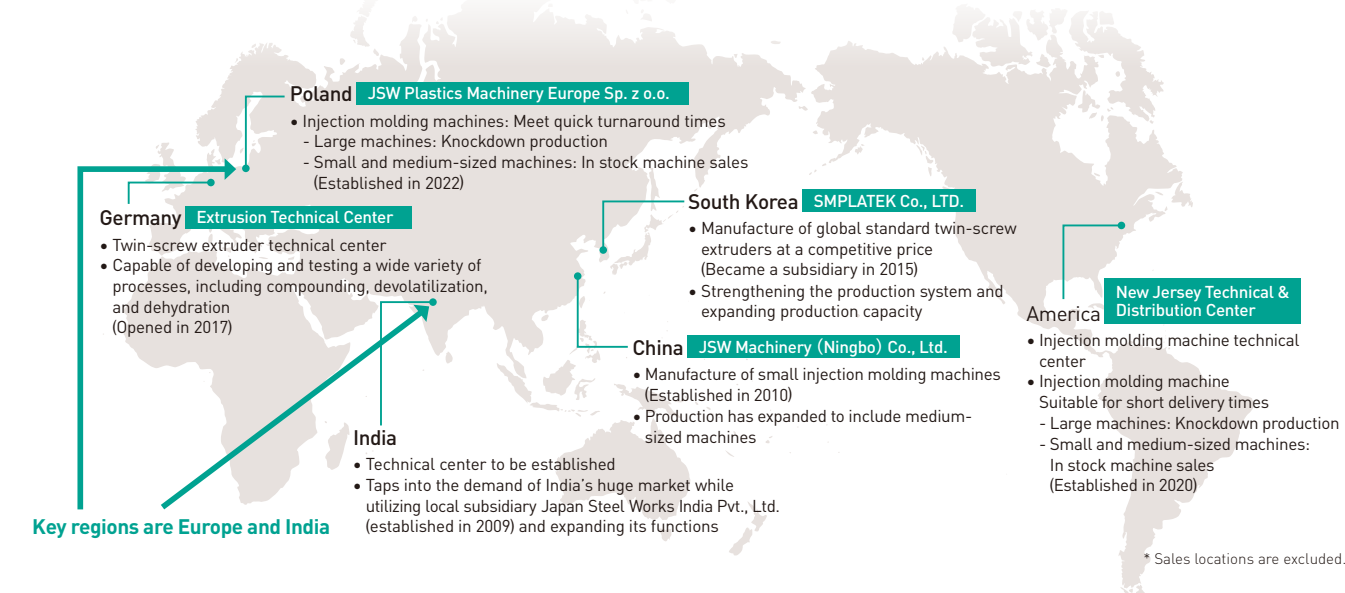 Poland JSW Plastics Machinery Europe Sp. z o.o.
• Injection molding machines: Meet quick turnaround times
- Large machines: Knockdown production
- Small and medium-sized machines: In stock machine sales
(Established in 2022)
Germany Extrusion Technical Center
• Twin-screw extruder technical center
• Capable of developing and testing a wide variety of
processes, including compounding, devolatilization,
and dehydration
(Opened in 2017)
South Korea SMPLATEK Co., LTD.
• Manufacture of global standard twin-screw
extruders at a competitive price
(Became a subsidiary in 2015)
• Strengthening the production system and
expanding production capacity
China JSW Machinery (Ningbo) Co., Ltd.
• Manufacture of small injection molding machines
(Established in 2010)
• Production has expanded to include medium-
sized machines
America New Jersey Technical &
Distribution Center
• Injection molding machine technical
center
• Injection molding machine
Suitable for short delivery times
- Large machines: Knockdown production
- Small and medium-sized machines:
In stock machine sales
(Established in 2020)
India
• Technical center to be established
• Taps into the demand of India's huge market while
utilizing local subsidiary Japan Steel Works India Pvt., Ltd.
(established in 2009) and expanding its functions
Key regions are Europe and India
* Sales locations are excluded.